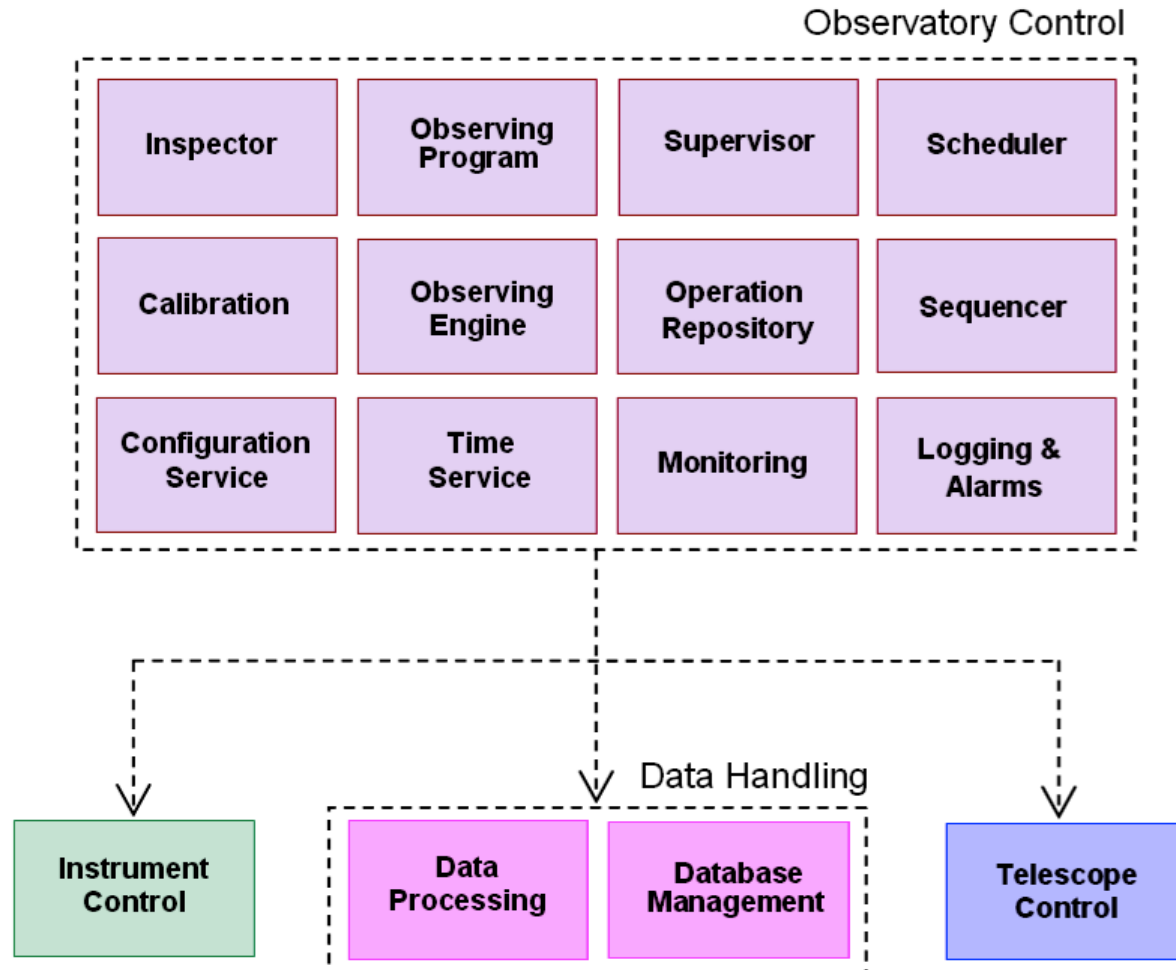 Observatory Control
Inspector
Observing
Program
Supervisor
Scheduler
Calibration
Observing
Engine
Operation
Repository
Sequencer
Configuration
Service
Time
Service
Monitoring
Logging &
Alarms
Data Handling
Instrument
Control
Data
Processing
Database
Management
Telescope
Control